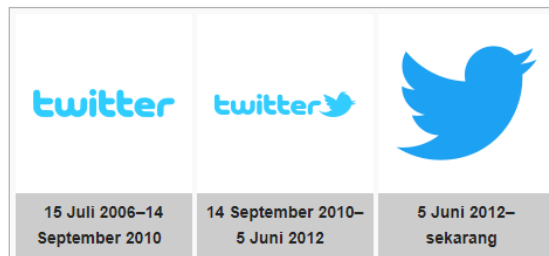 twitter
twitter
15 Juli 2006–14
September 2010
14 September 2010–
5 Juni 2012
5 Juni 2012–
sekarang